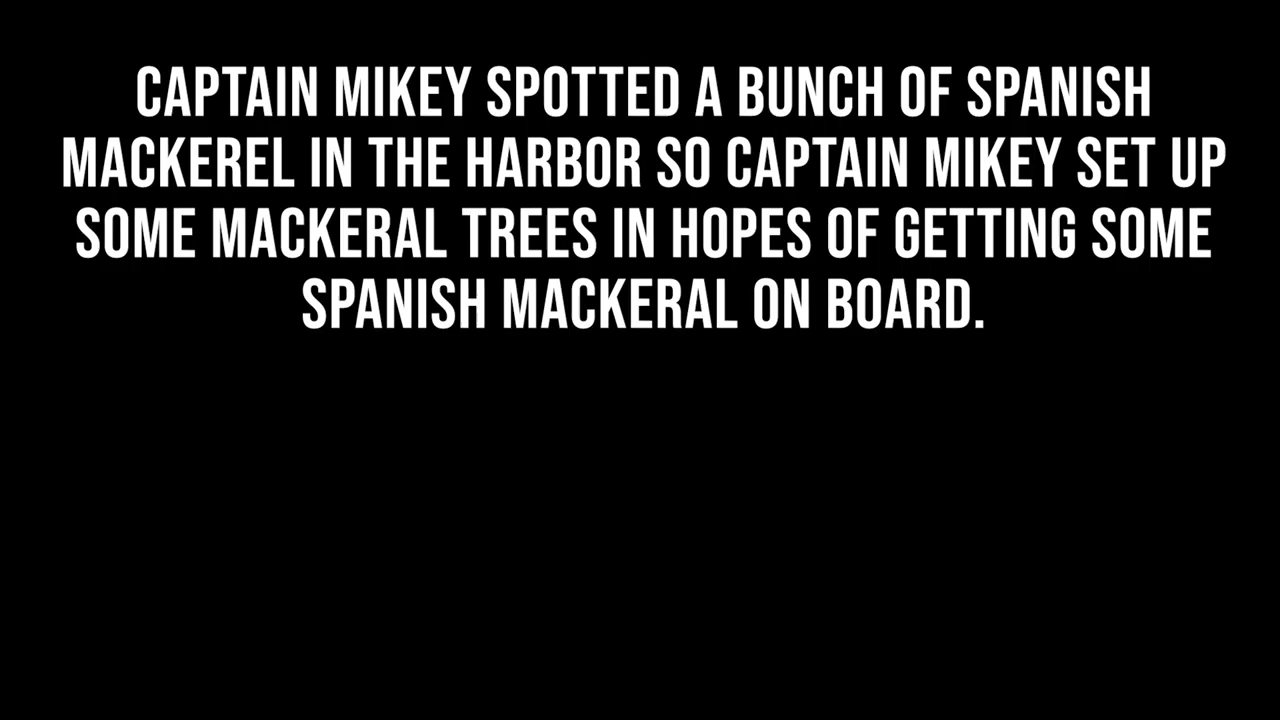 CAPTAIN MIKEY SPOTTED A BUNCH OF SPANISH
MACKEREL IN THE HARBOR SO CAPTAIN MIKEY SET UP
SOME MACKERAL TREES IN HOPES OF GETTING SOME
SPANISH MACKERAL ON BOARD.